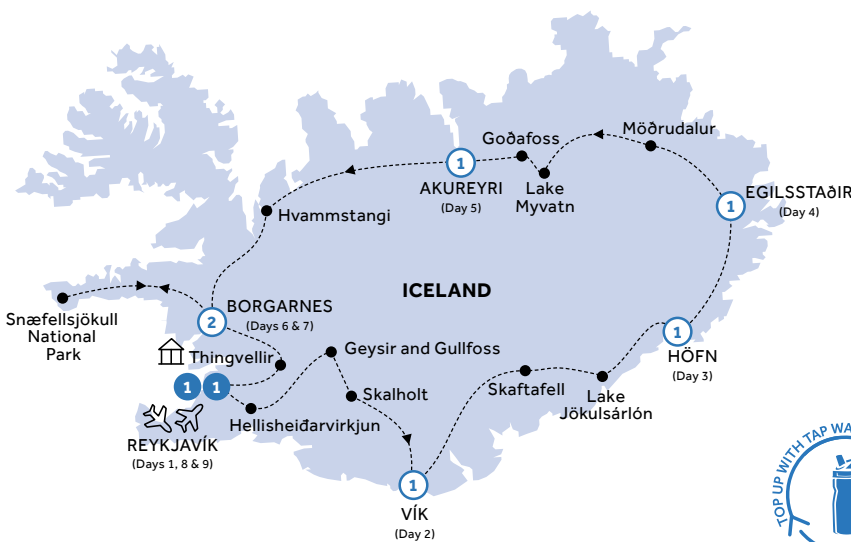 Goðafoss
Möðrudalur
1
AKUREYRI
(Day 5)
Lake
Myvatn
1
EGILSSTAÐIR
(Day 4)
Hvammstangi
ICELAND
Snæfellsjökull
National
Park
2
BORGARNES
(Days 6 & 7)
1
HÖFN
(Day 3)
Thingvellir
Geysir and Gullfoss
1
1
Skalholt
Skaftafell
Lake
Jökulsárlón
Hellisheiðarvirkjun
REYKJAVÍK
(Days 1, 8 & 9)
1
VÍK
(Day 2)
TOP UP WITH TAP